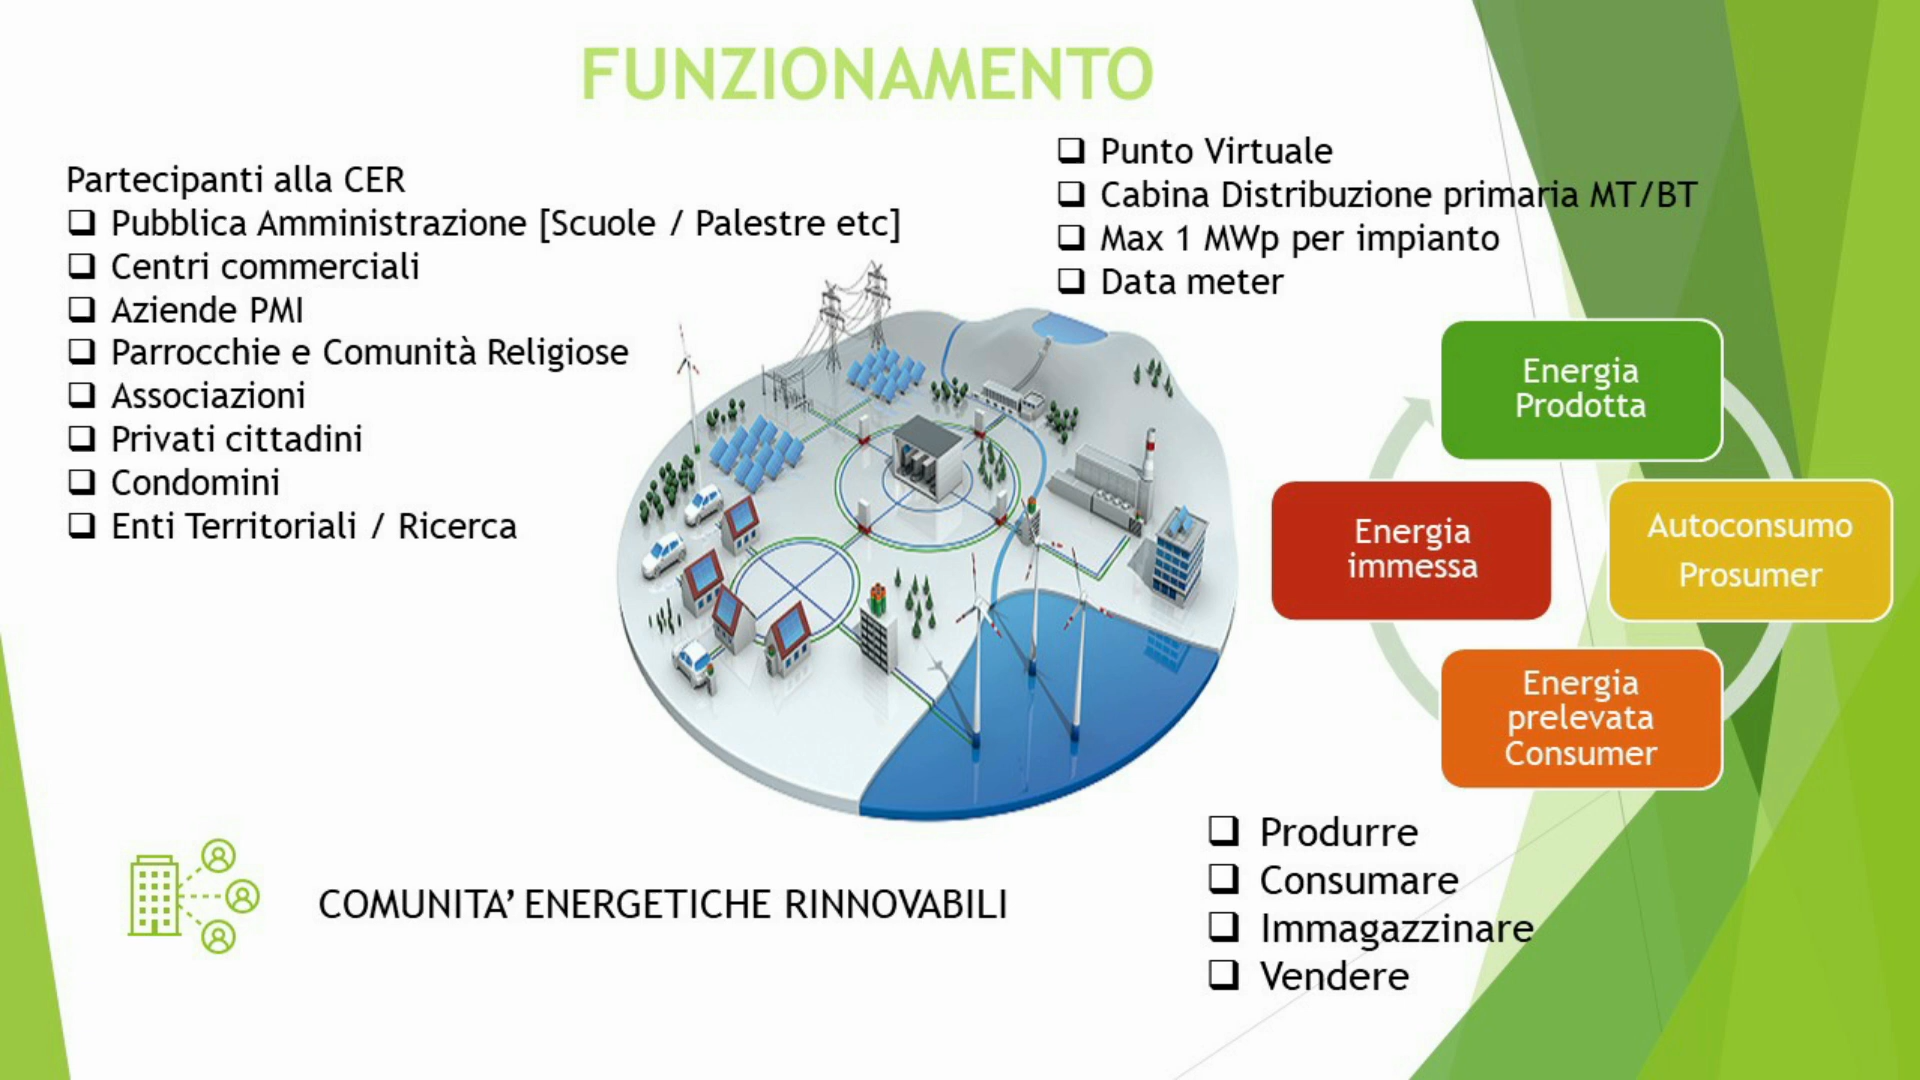 FUNZIONAMENTO
Partecipanti alla CER
❑ Pubblica Amministrazione [Scuole / Palestre etc]
❑ Centri commerciali
❑ Aziende PMI
❑ Parrocchie e Comunità Religiose
❑ Associazioni
❑ Privati cittadini
❑ Condomini
❑ Enti Territoriali / Ricerca
❑ Punto Virtuale
❑ Cabina Distribuzione primaria MT/BT
❑ Max 1 MWp per impianto
❑ Data meter
Energia
Prodotta
Autoconsumo
Prosumer
Energia
prelevata
Consumer
Energia
immessa
COMUNITA’ ENERGETICHE RINNOVABILI
❑ Produrre
❑ Consumare
❑ Immagazzinare
❑ Vendere